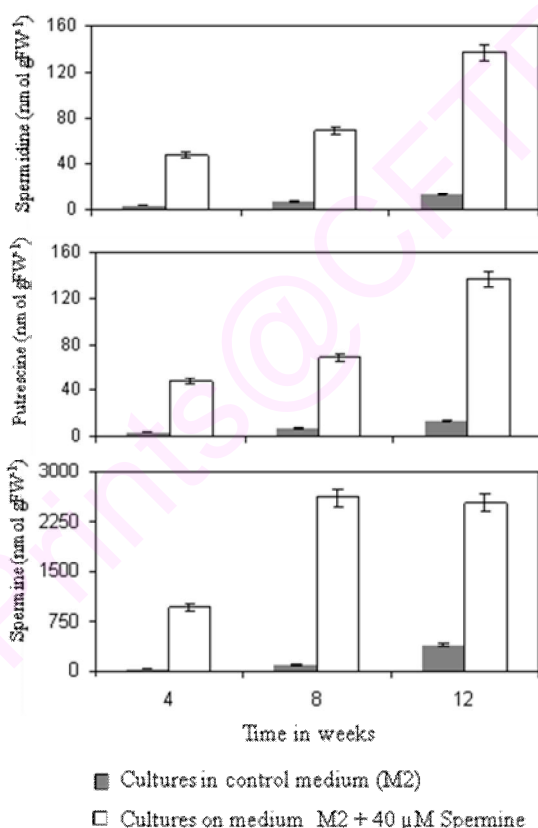 160
120
80
40
0
Spermidine (nmol gFW⁻¹)
160
120
80
40
0
Putrescine (nmol gFW⁻¹)
3000
2250
1500
750
0
Spermine (nmol gFW⁻¹)
4 8 12
Time in weeks
Cultures in control medium (M2)
Cultures on medium M2 + 40 µM Spermine
rints@CFT